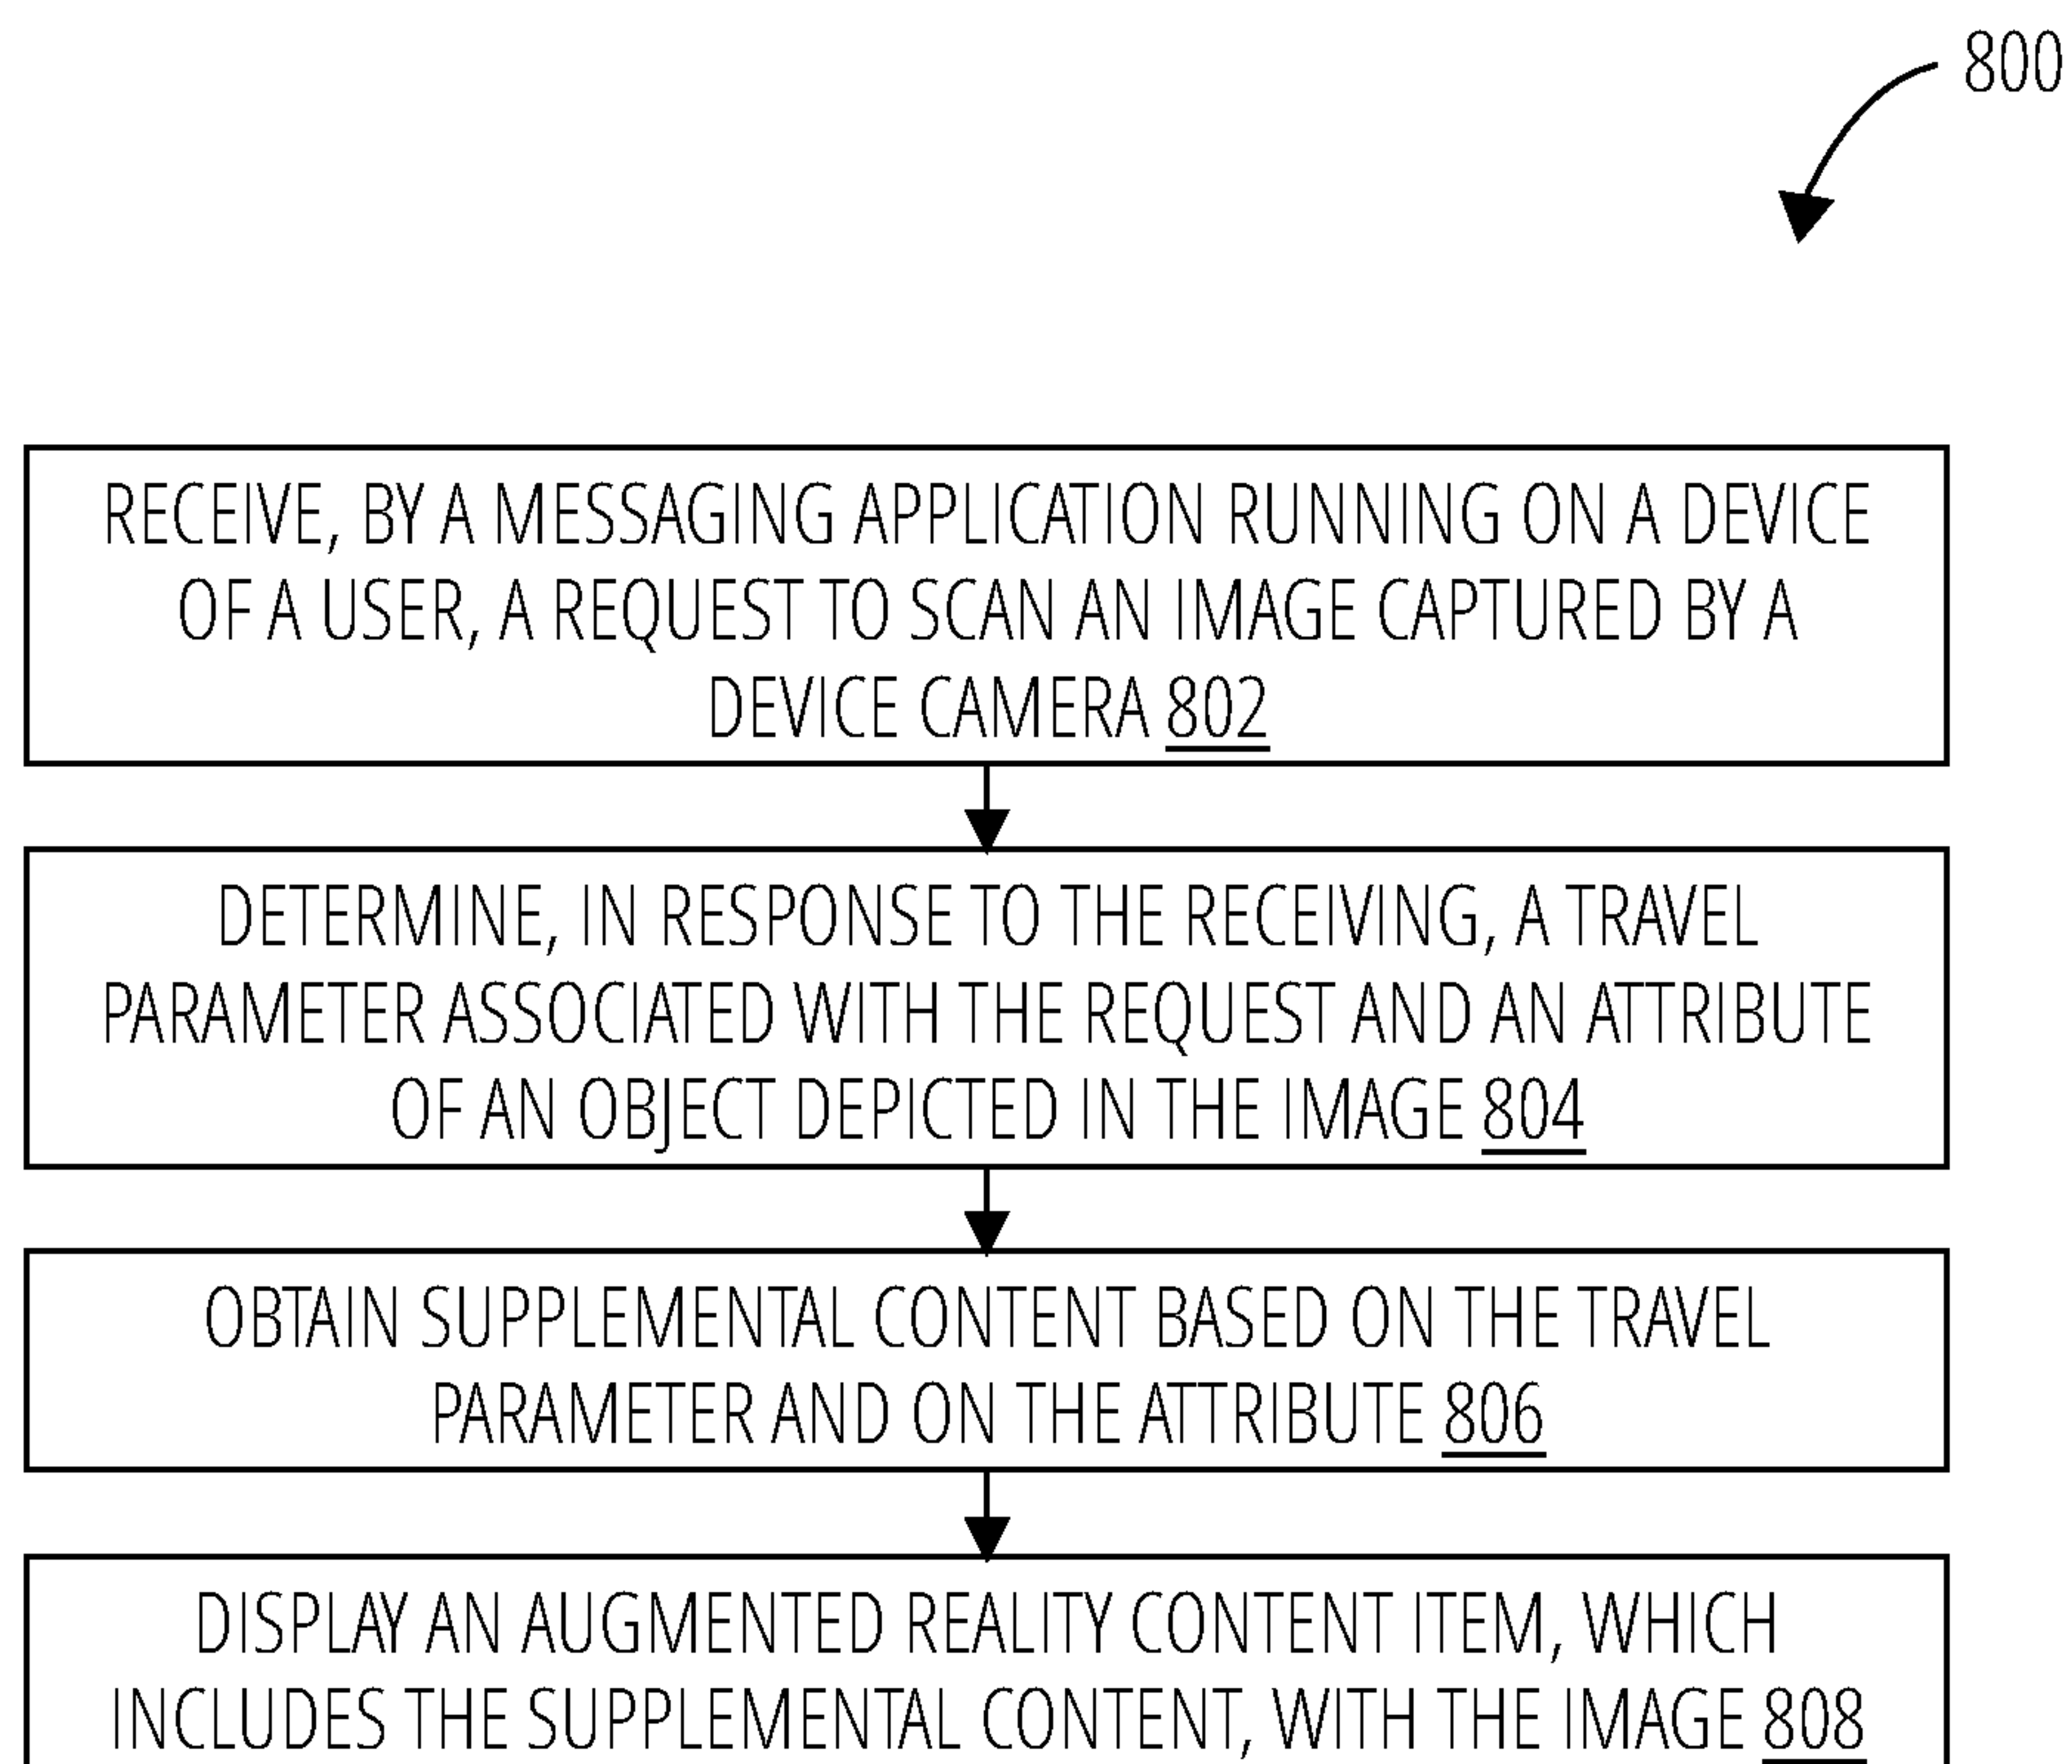 800
RECEIVE, BY A MESSAGING APPLICATION RUNNING ON A DEVICE
OF A USER, A REQUEST TO SCAN AN IMAGE CAPTURED BY A
DEVICE CAMERA 802
DETERMINE, IN RESPONSE TO THE RECEIVING, A TRAVEL
PARAMETER ASSOCIATED WITH THE REQUEST AND AN ATTRIBUTE
OF AN OBJECT DEPICTED IN THE IMAGE 804
OBTAIN SUPPLEMENTAL CONTENT BASED ON THE TRAVEL
PARAMETER AND ON THE ATTRIBUTE 806
DISPLAY AN AUGMENTED REALITY CONTENT ITEM, WHICH
INCLUDES THE SUPPLEMENTAL CONTENT, WITH THE IMAGE 808